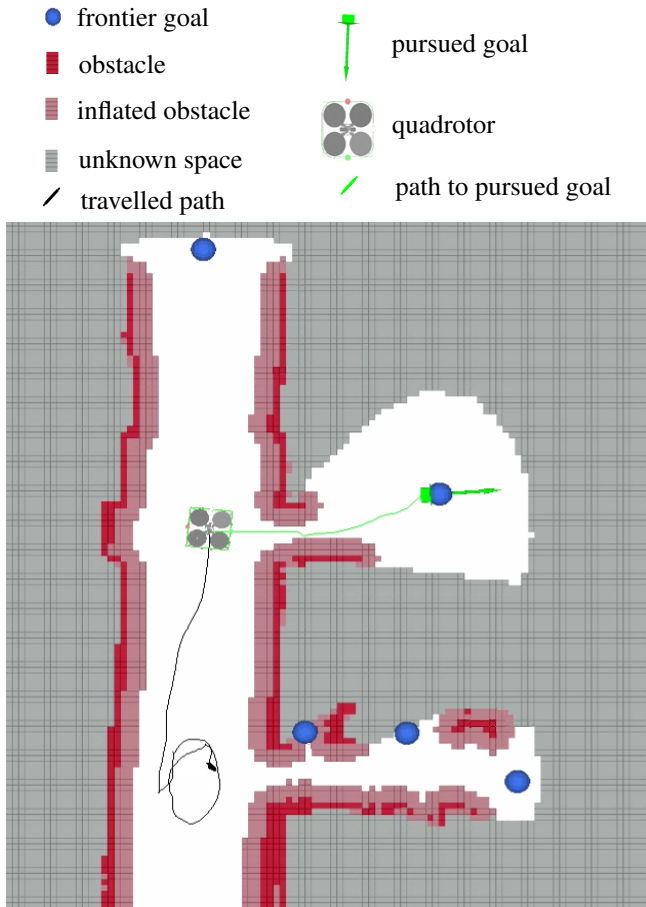 frontier goal
obstacle
inflated obstacle
unknown space
travelled path
pursued goal
quadrotor
path to pursued goal